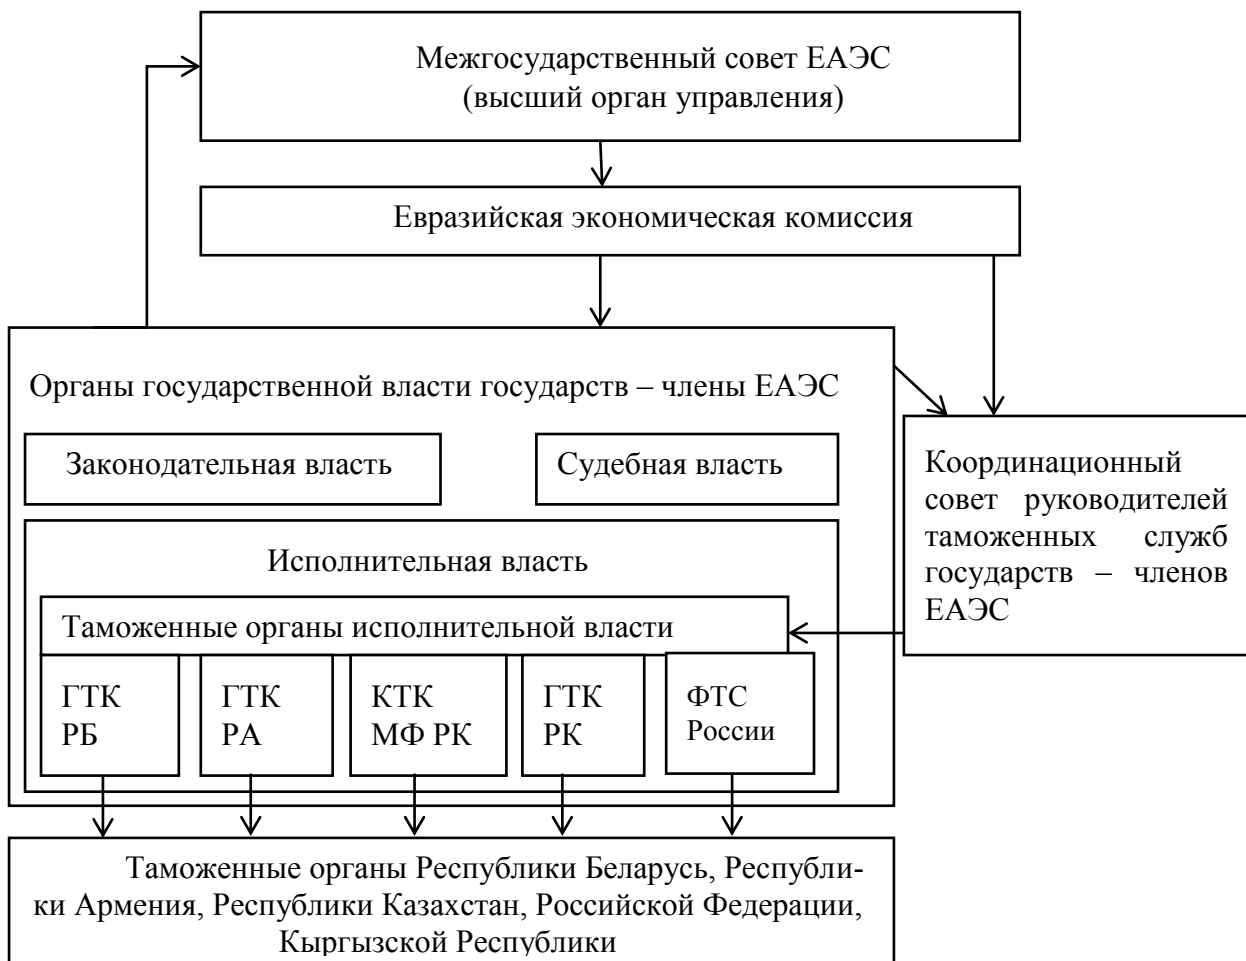 Межгосударственный совет ЕАЭС
(высший орган управления)
Евразийская экономическая комиссия
Органы государственной власти государств – члены ЕАЭС
Законодательная власть
Судебная власть
Координационный
совет руководителей
таможенных служб
государств – членов
ЕАЭС
Исполнительная власть
Таможенные органы исполнительной власти
ГТК
РБ
ГТК
РА
КТК
МФ РК
ГТК
РК
ФТС
России
Таможенные органы Республики Беларусь, Республи-
ки Армения, Республики Казахстан, Российской Федерации,
Кыргызской Республики